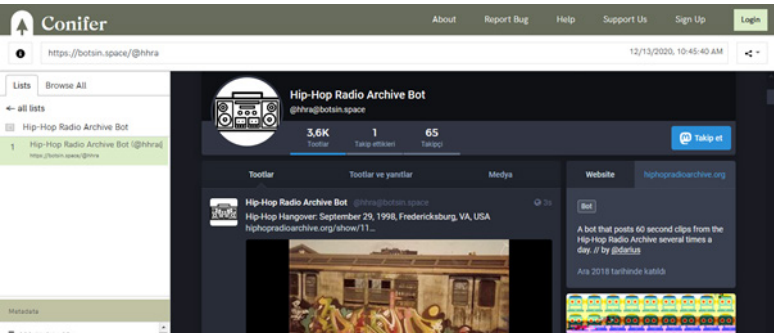 Conifer
About Report Bug Help Support Us Sign Up Login
https://botsin.space/@hhra
12/13/2020, 10:45:40 AM
Lists Browse All
← all lists
Hip-Hop Radio Archive Bot
1 Hip-Hop Radio Archive Bot (@hhra@
https://botsin.space/@hhra
Metadata
Hip-Hop Radio Archive Bot
@hhra@botsin.space
3,6K 1 65
Tootlar Takip ettikleri Takipçi
Takip et
Tootlar Tootlar ve yanıtlar Medya
Hip-Hop Radio Archive Bot @hhra@botsin.space 3s
Hip-Hop Hangover: September 29, 1998, Fredericksburg, VA, USA
hiphopradioarchive.org/show/11...
Website hiphopradioarchive.org
Bot
A bot that posts 60 second clips from the
Hip-Hop Radio Archive several times a
day. // by @darius
Ara 2018 tarihinde katıldı